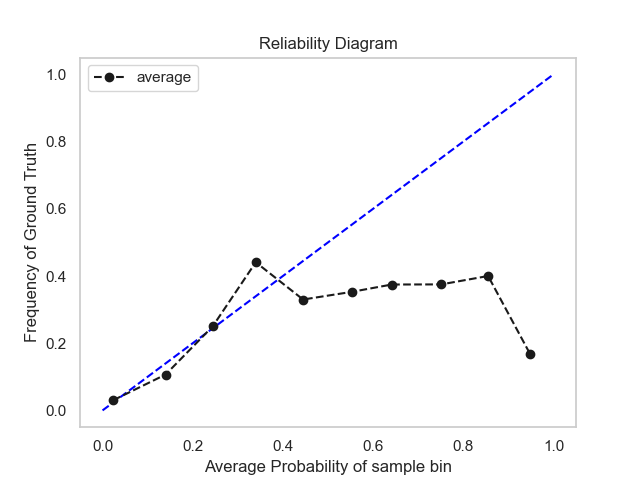 Reliability Diagram
average
Frequency of Ground Truth
1.0
0.8
0.6
0.4
0.2
0.0
0.0 0.2 0.4 0.6 0.8 1.0
Average Probability of sample bin